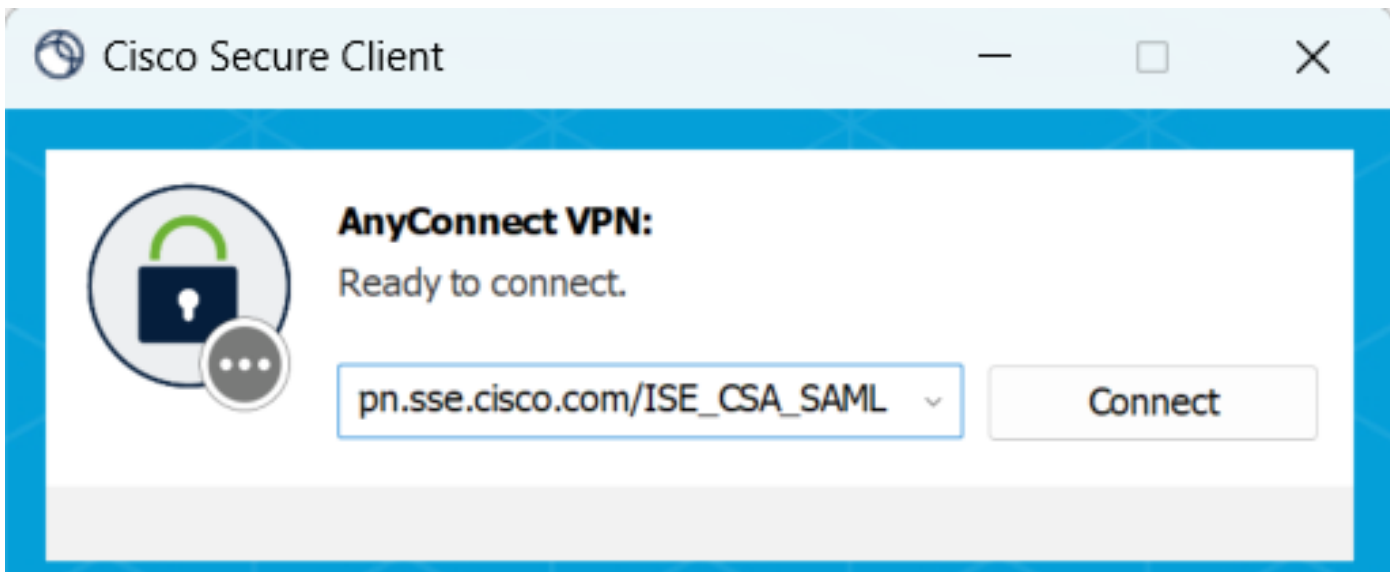 Cisco Secure Client
AnyConnect VPN:
Ready to connect.
pn.sse.cisco.com/ISE_CSA_SAML
Connect